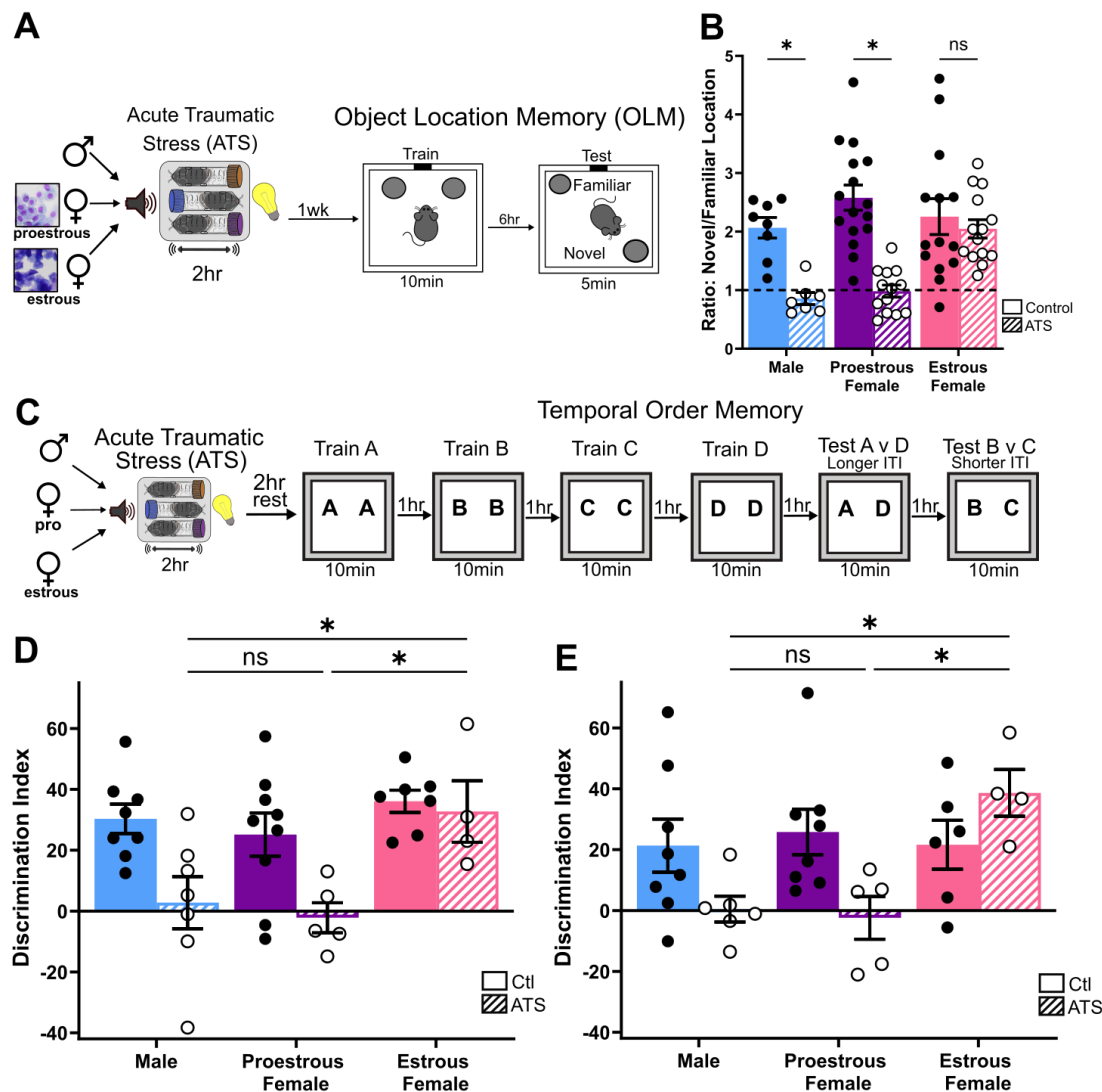 A
Acute Traumatic
Stress (ATS)
proestrous
estrous
2hr
1wk
Object Location Memory (OLM)
Train
10min
6hr
Test
Familiar
Novel
5min
B
Ratio: Novel/Familiar Location
5
4
3
2
1
0
*
*
ns
Male
Proestrous
Female
Estrous
Female
Control
ATS
C
Acute Traumatic
Stress (ATS)
pro
estrous
2hr
2hr
rest
Temporal Order Memory
Train A
A A
10min
1hr
Train B
B B
10min
1hr
Train C
C C
10min
1hr
Train D
D D
10min
1hr
Test A v D
Longer ITI
A D
10min
1hr
Test B v C
Shorter ITI
B C
10min
D
Discrimination Index
60
40
20
0
-20
-40
*
ns
*
Male
Proestrous
Female
Estrous
Female
Ctl
ATS
E
Discrimination Index
60
40
20
0
-20
-40
*
ns
*
Male
Proestrous
Female
Estrous
Female
Ctl
ATS